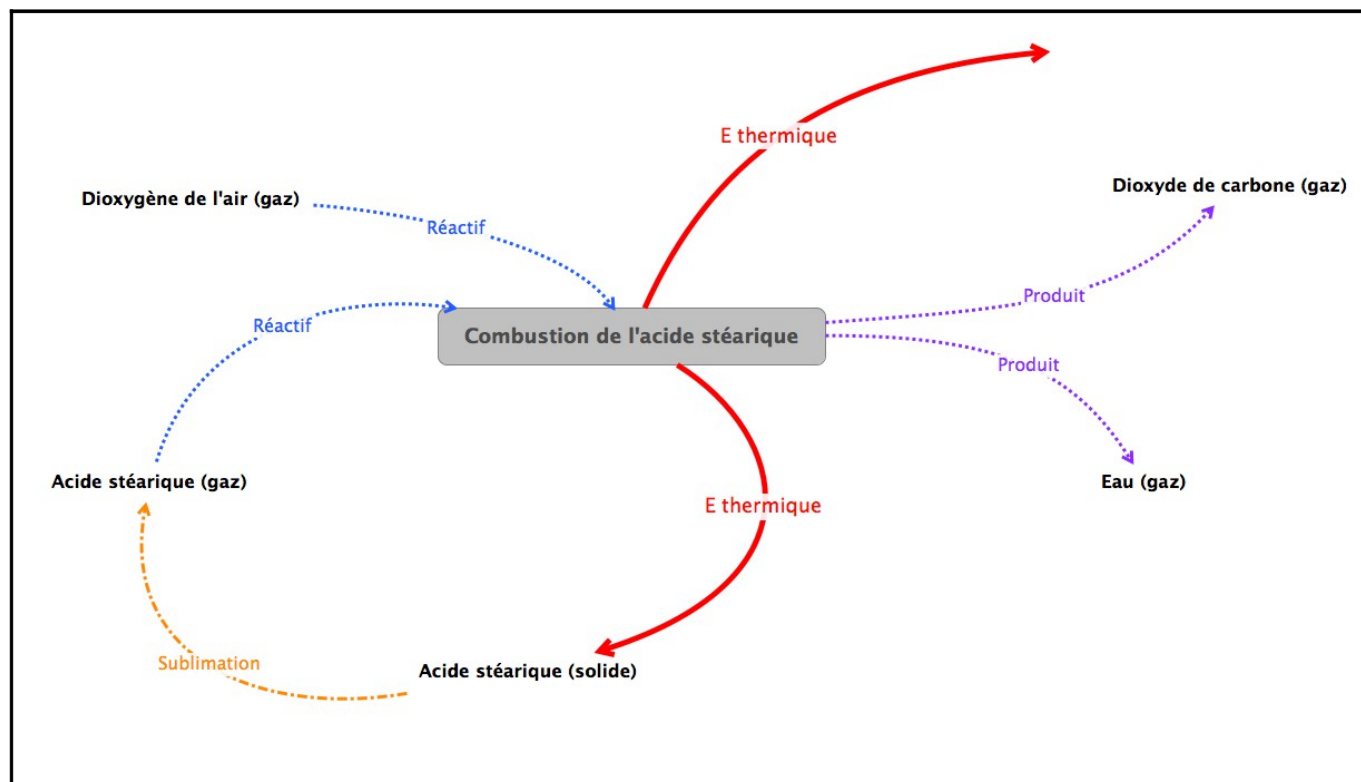 E thermique
Dioxygène de l'air (gaz)
Dioxyde de carbone (gaz)
Réactif
Produit
Réactif
Combustion de l'acide stéarique
Produit
Acide stéarique (gaz)
Eau (gaz)
E thermique
Sublimation
Acide stéarique (solide)